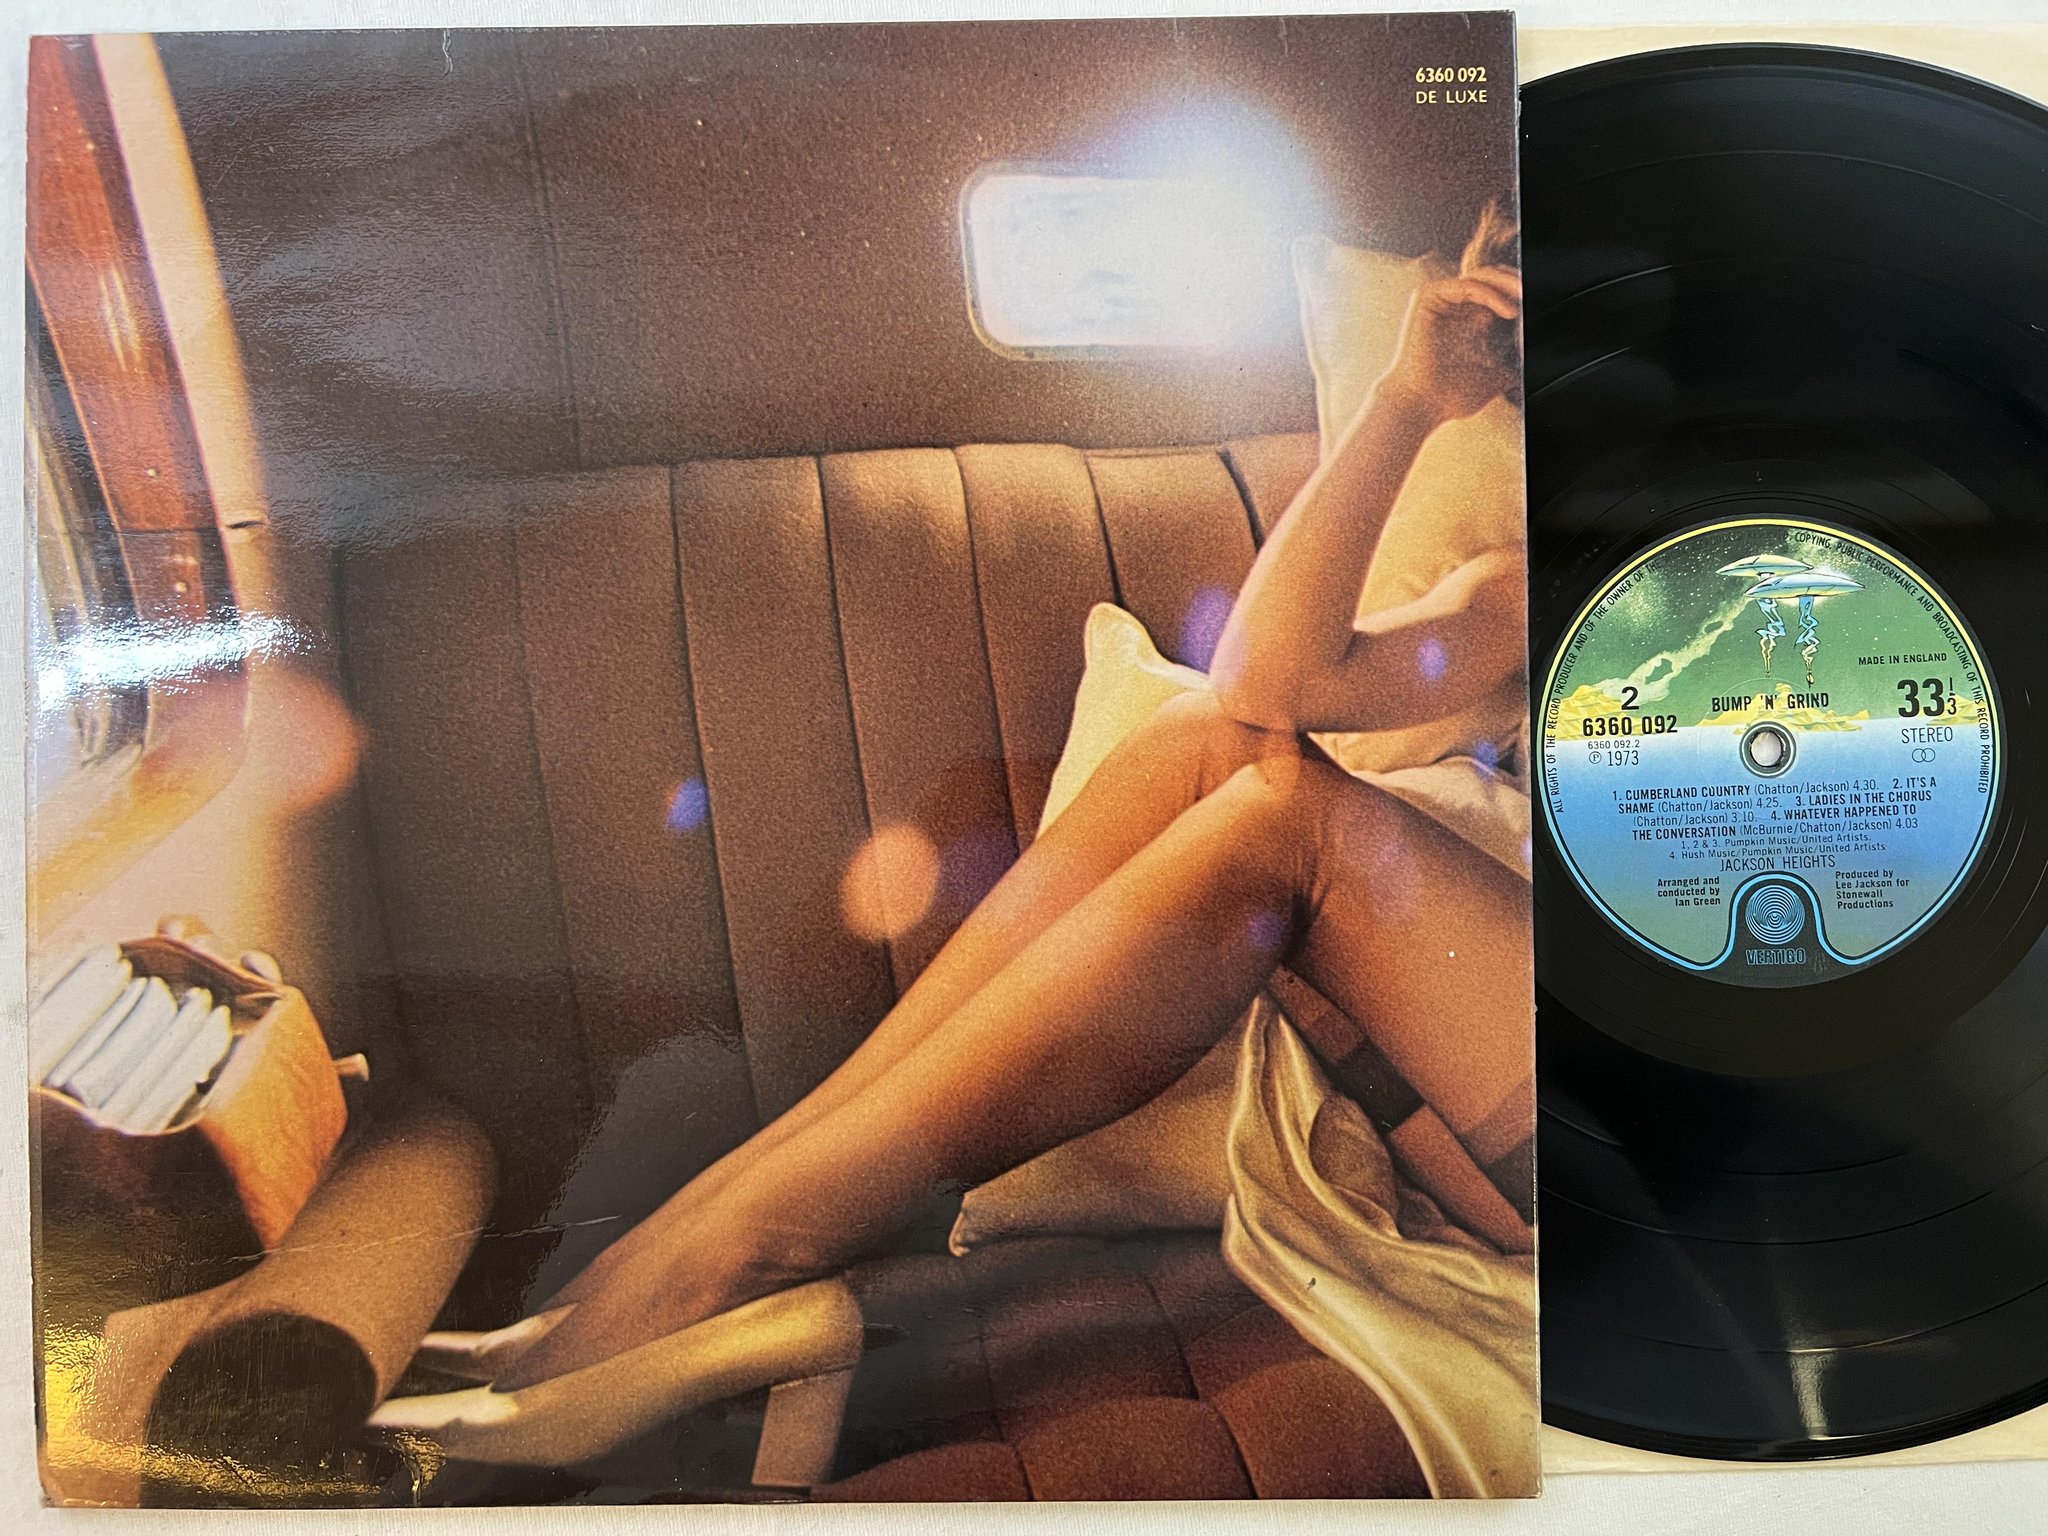 6360 092
DE LUXE
ALL RIGHTS OF THE RECORD PRODUCER AND OF THE OWNER OF THE
COPYING, PUBLIC PERFORMANCE AND BROADCASTING OF THIS RECORD PROHIBITED
MADE IN ENGLAND
2
BUMP 'N' GRIND
33 1/3
6360 092
6360 092.2
STEREO
Ⓟ 1973
1. CUMBERLAND COUNTRY (Chatton/Jackson) 4.30. 2. IT'S A
SHAME (Chatton/Jackson) 4.25. 3. LADIES IN THE CHORUS
(Chatton/Jackson) 3.10. 4. WHATEVER HAPPENED TO
THE CONVERSATION (McBurnie/Chatton/Jackson) 4.03
1, 2 & 3. Pumpkin Music/United Artists.
4. Hush Music/Pumpkin Music/United Artists
JACKSON HEIGHTS
Arranged and
conducted by
Ian Green
Produced by
Lee Jackson for
Stonewall
Productions
VERTIGO